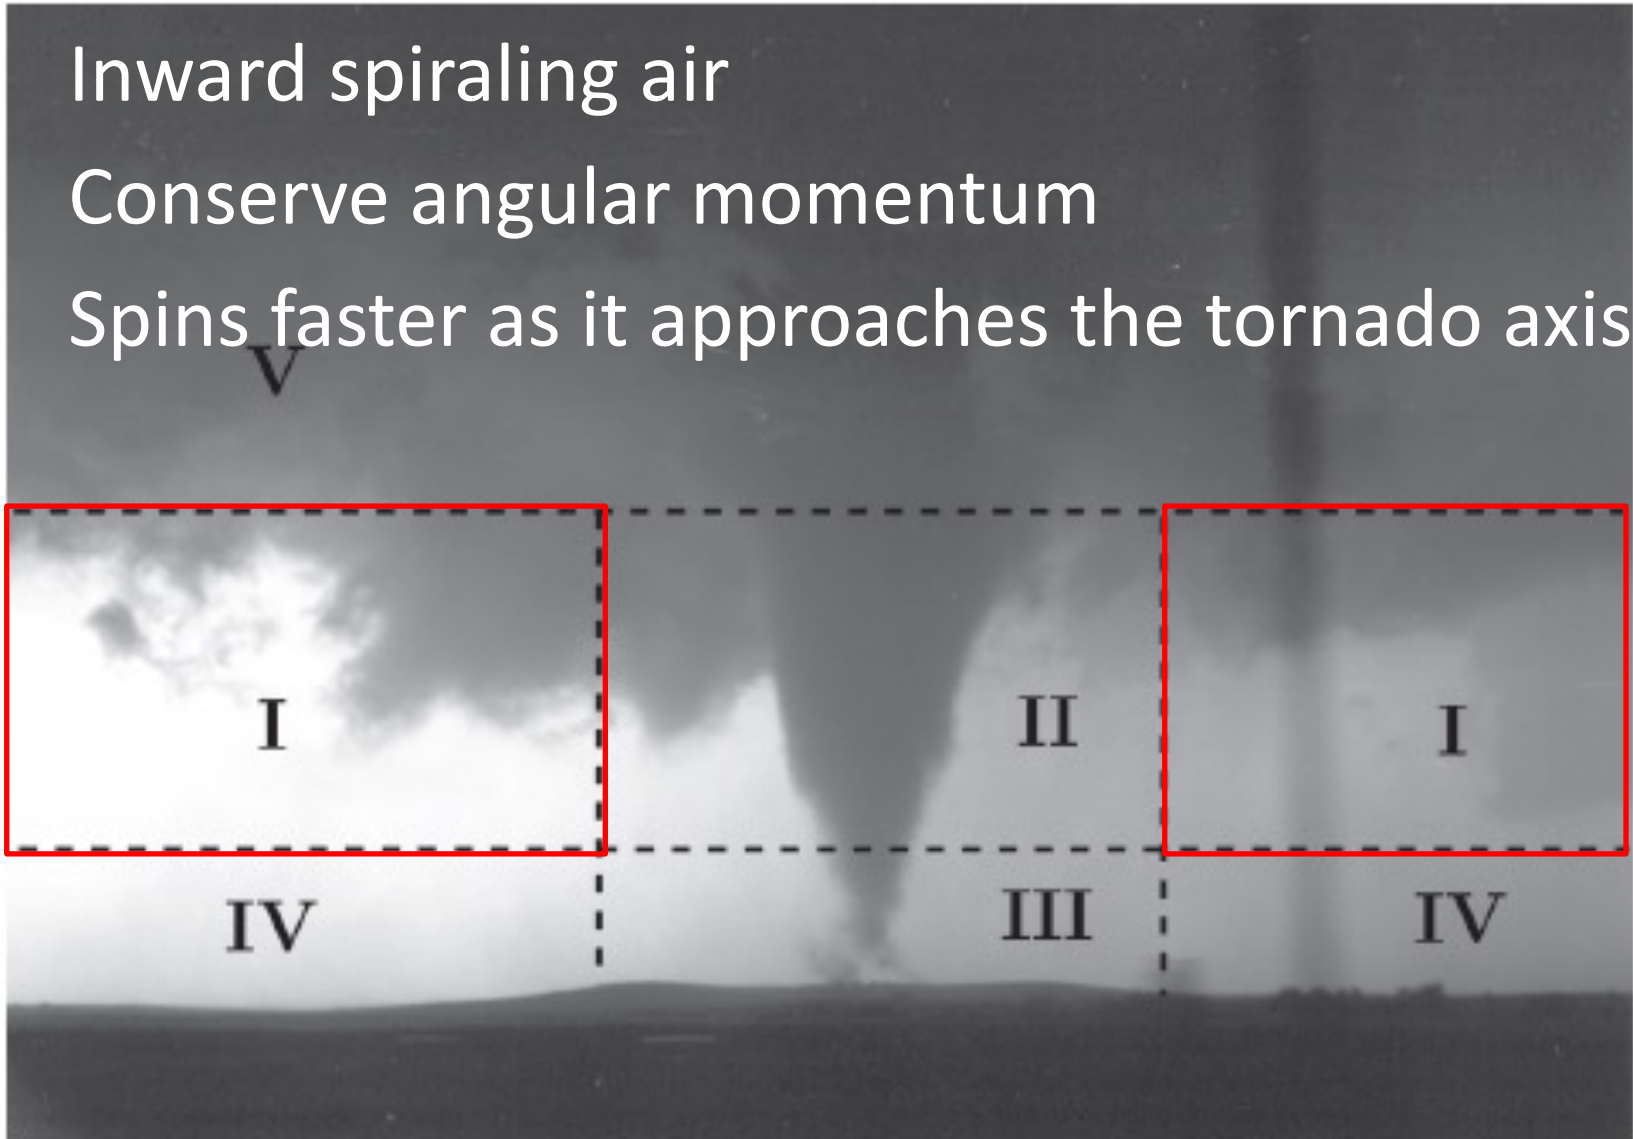 Inward spiraling air
Conserve angular momentum
Spins faster as it approaches the tornado axis
V
I
II
I
IV
III
IV